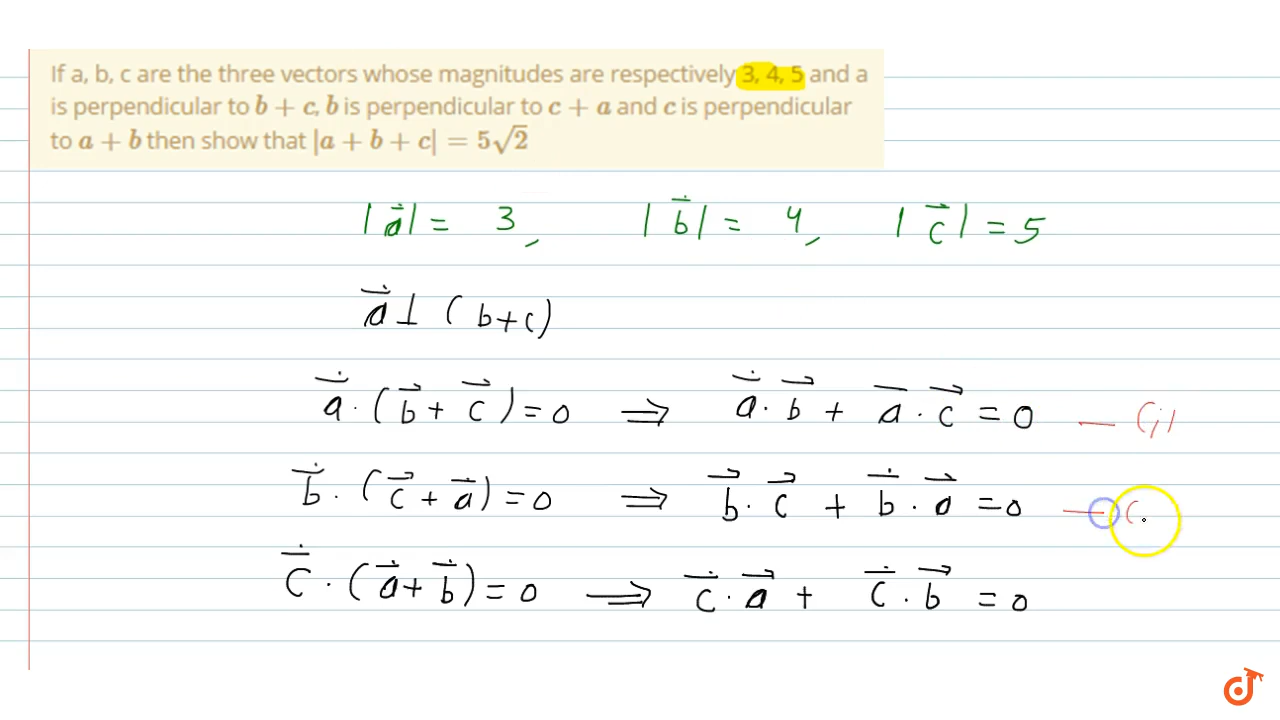 If a, b, c are the three vectors whose magnitudes are respectively 3, 4, 5 and a
is perpendicular to b + c, b is perpendicular to c + a and c is perpendicular
to a + b then show that |a + b + c| = 5√2
|a⃗| = 3, |b⃗| = 4, |c⃗| = 5
a⃗ ⊥ (b+c)
a⃗ · (b⃗ + c⃗) = 0 ⟹ a⃗ · b⃗ + a⃗ · c⃗ = 0 — (i)
b⃗ · (c⃗ + a⃗) = 0 ⟹ b⃗ · c⃗ + b⃗ · a⃗ = 0 — (
c⃗ · (a⃗ + b⃗) = 0 ⟹ c⃗ · a⃗ + c⃗ · b⃗ = 0